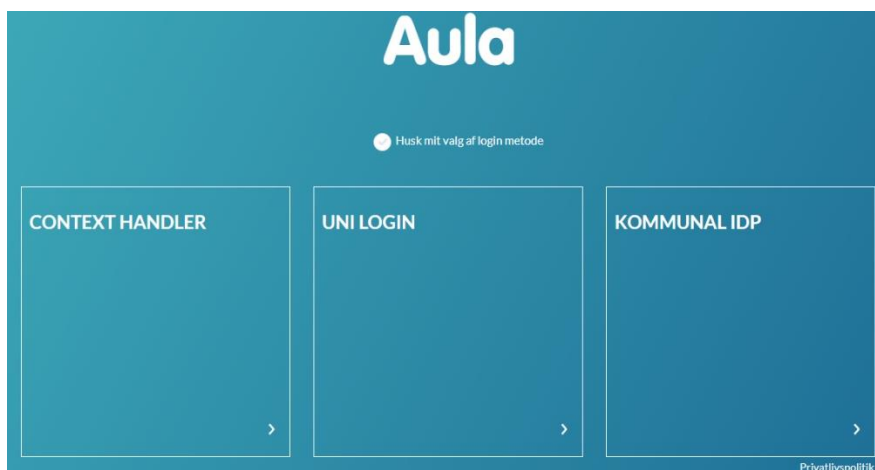 Aula
Husk mit valg af login metode
CONTEXT HANDLER
UNI LOGIN
KOMMUNAL IDP
Privatlivspolitik